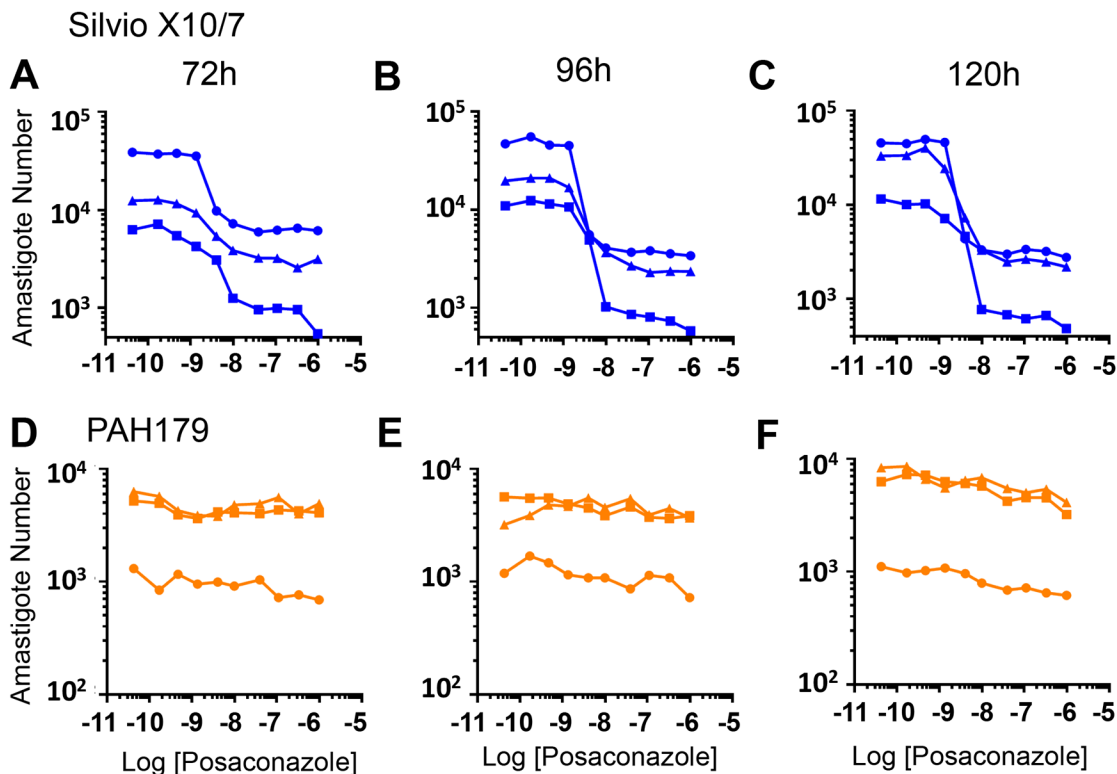 Silvio X10/7
A 72h B 96h C 120h
Amastigote Number
10^5 10^4 10^3
-11 -10 -9 -8 -7 -6 -5
10^5 10^4 10^3
-11 -10 -9 -8 -7 -6 -5
10^5 10^4 10^3
-11 -10 -9 -8 -7 -6 -5
D PAH179 E F
Amastigote Number
10^4 10^3 10^2
-11 -10 -9 -8 -7 -6 -5
10^4 10^3 10^2
-11 -10 -9 -8 -7 -6 -5
10^4 10^3 10^2
-11 -10 -9 -8 -7 -6 -5
Log [Posaconazole] Log [Posaconazole] Log [Posaconazole]